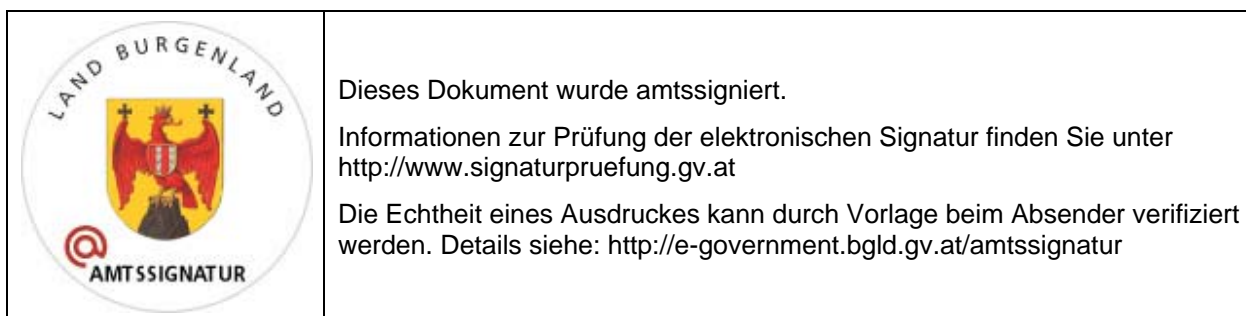 LAND BURGENLAND
@
AMTSSIGNATUR
Dieses Dokument wurde amtssigniert.
Informationen zur Prüfung der elektronischen Signatur finden Sie unter
http://www.signaturpruefung.gv.at
Die Echtheit eines Ausdruckes kann durch Vorlage beim Absender verifiziert
werden. Details siehe: http://e-government.bgld.gv.at/amtssignatur